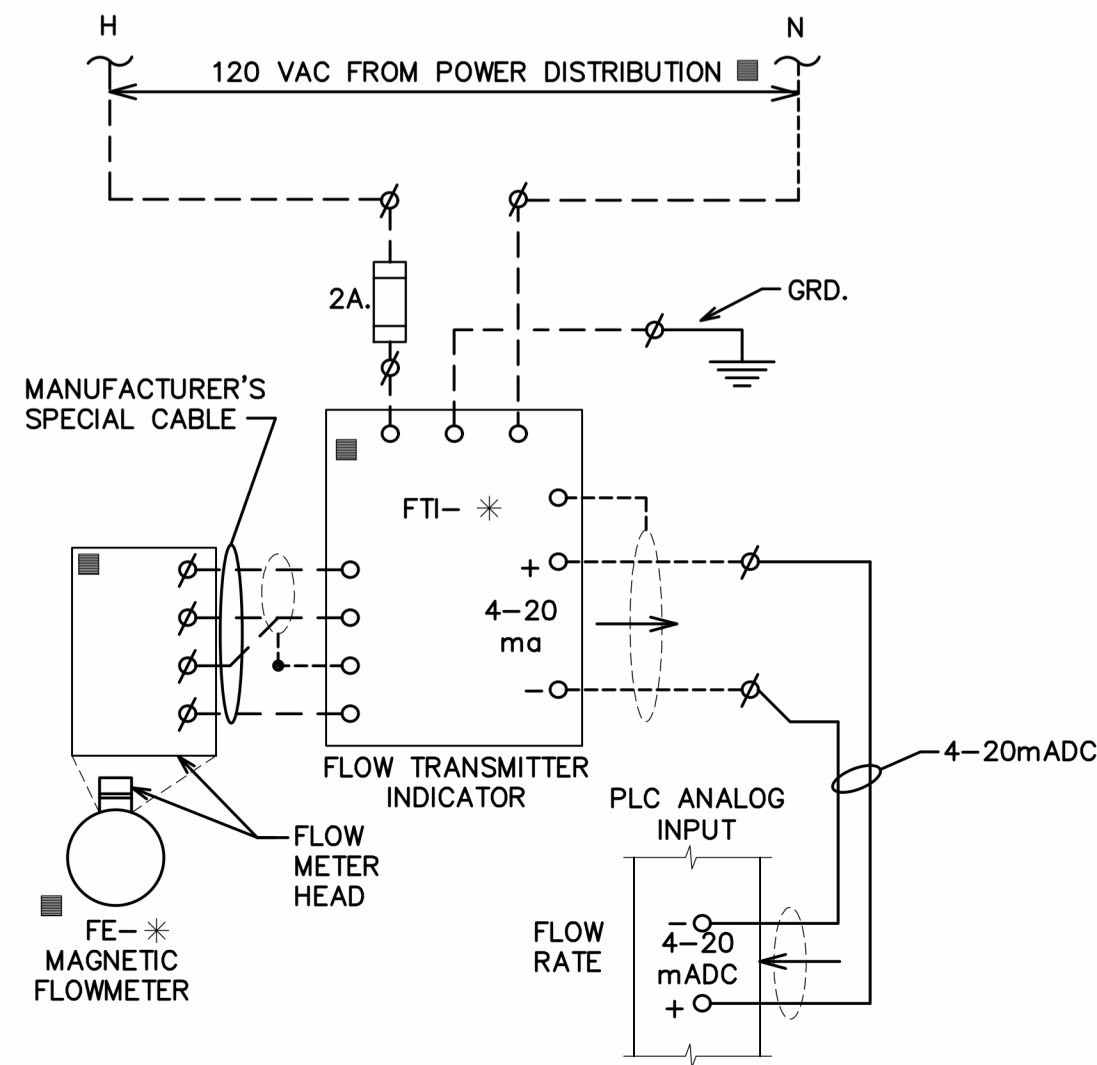 H
N
120 VAC FROM POWER DISTRIBUTION
2A.
GRD.
MANUFACTURER'S
SPECIAL CABLE
FTI- ✳
+
4-20
ma
-
FLOW TRANSMITTER
INDICATOR
4-20mADC
PLC ANALOG
INPUT
FLOW
METER
HEAD
FE- ✳
MAGNETIC
FLOWMETER
FLOW
RATE
-
4-20
mADC
+